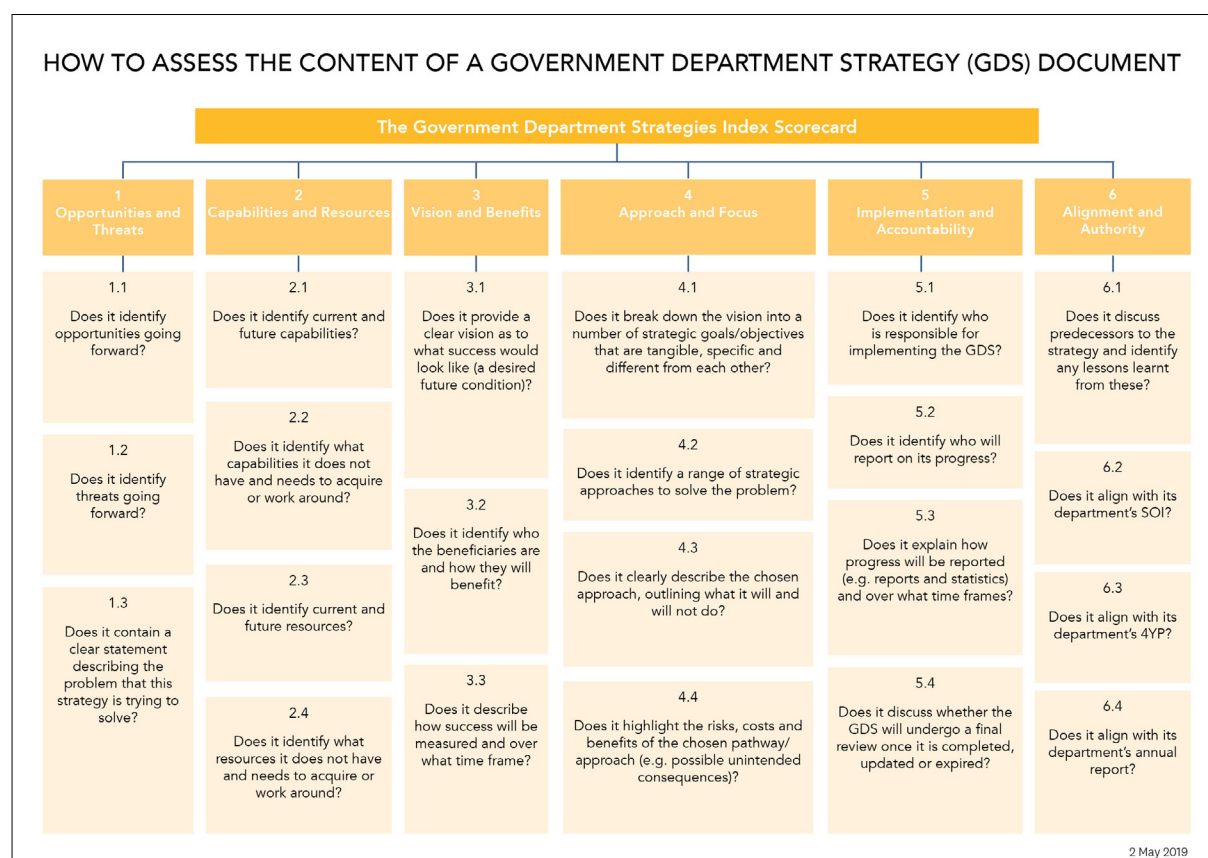 HOW TO ASSESS THE CONTENT OF A GOVERNMENT DEPARTMENT STRATEGY (GDS) DOCUMENT
The Government Department Strategies Index Scorecard
1
Opportunities and
Threats
1.1
Does it identify
opportunities going
forward?
1.2
Does it identify
threats going
forward?
1.3
Does it contain a
clear statement
describing the
problem that this
strategy is trying to
solve?
2
Capabilities and Resources
2.1
Does it identify current and
future capabilities?
2.2
Does it identify what
capabilities it does not
have and needs to acquire
or work around?
2.3
Does it identify current and
future resources?
2.4
Does it identify what
resources it does not have
and needs to acquire or
work around?
3
Vision and Benefits
3.1
Does it provide a
clear vision as to
what success would
look like (a desired
future condition)?
3.2
Does it identify who
the beneficiaries are
and how they will
benefit?
3.3
Does it describe
how success will be
measured and over
what time frame?
4
Approach and Focus
4.1
Does it break down the vision into a
number of strategic goals/objectives
that are tangible, specific and
different from each other?
4.2
Does it identify a range of strategic
approaches to solve the problem?
4.3
Does it clearly describe the chosen
approach, outlining what it will and
will not do?
4.4
Does it highlight the risks, costs and
benefits of the chosen pathway/
approach (e.g. possible unintended
consequences)?
5
Implementation and
Accountability
5.1
Does it identify who
is responsible for
implementing the GDS?
5.2
Does it identify who will
report on its progress?
5.3
Does it explain how
progress will be reported
(e.g. reports and statistics)
and over what time frames?
5.4
Does it discuss whether the
GDS will undergo a final
review once it is completed,
updated or expired?
6
Alignment and
Authority
6.1
Does it discuss
predecessors to the
strategy and identify
any lessons learnt
from these?
6.2
Does it align with its
department's SOI?
6.3
Does it align with its
department's 4YP?
6.4
Does it align with its
department's annual
report?
2 May 2019